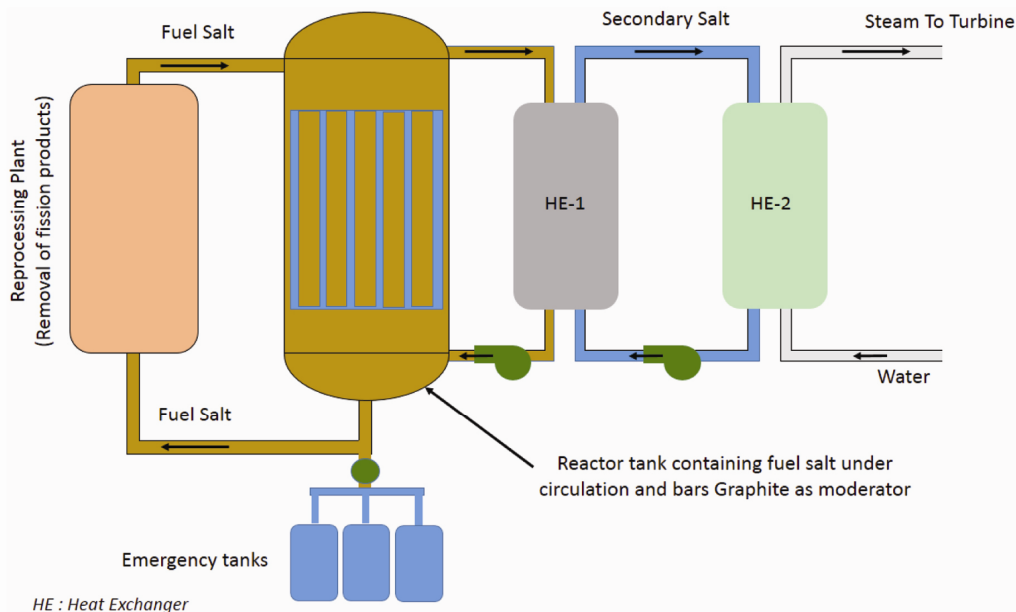 Fuel Salt
Secondary Salt
Steam To Turbine
Reprocessing Plant
(Removal of fission products)
HE-1
HE-2
Water
Fuel Salt
Reactor tank containing fuel salt under
circulation and bars Graphite as moderator
Emergency tanks
HE : Heat Exchanger